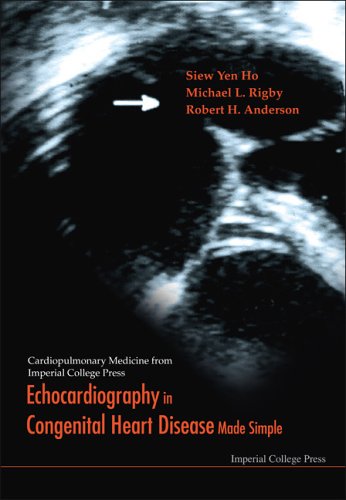 Siew Yen Ho
Michael L. Rigby
Robert H. Anderson
Cardiopulmonary Medicine from
Imperial College Press
Echocardiography in
Congenital Heart Disease Made Simple
Imperial College Press